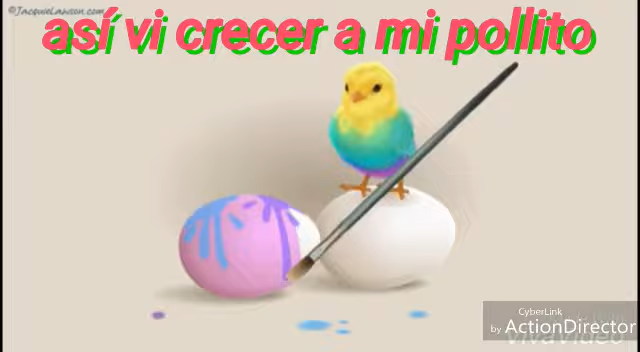 ©JacquieLawson.com
así vi crecer a mi pollito
CyberLink
by ActionDirector
VivaVideo